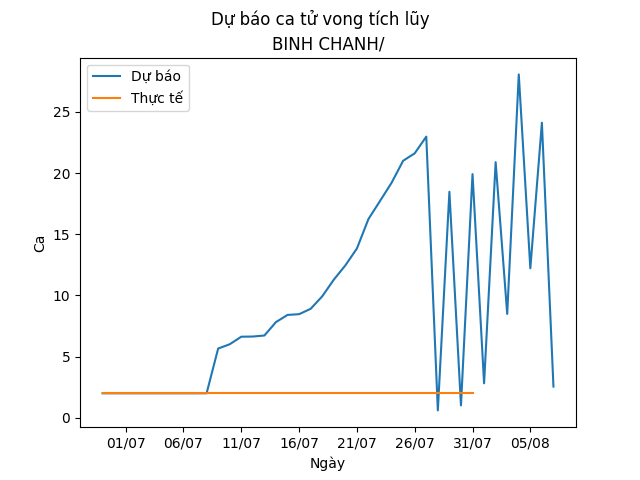 Dự báo ca tử vong tích lũy
BINH CHANH/
Dự báo
Thực tế
25
20
15
10
5
0
Ca
01/07 06/07 11/07 16/07 21/07 26/07 31/07 05/08
Ngày